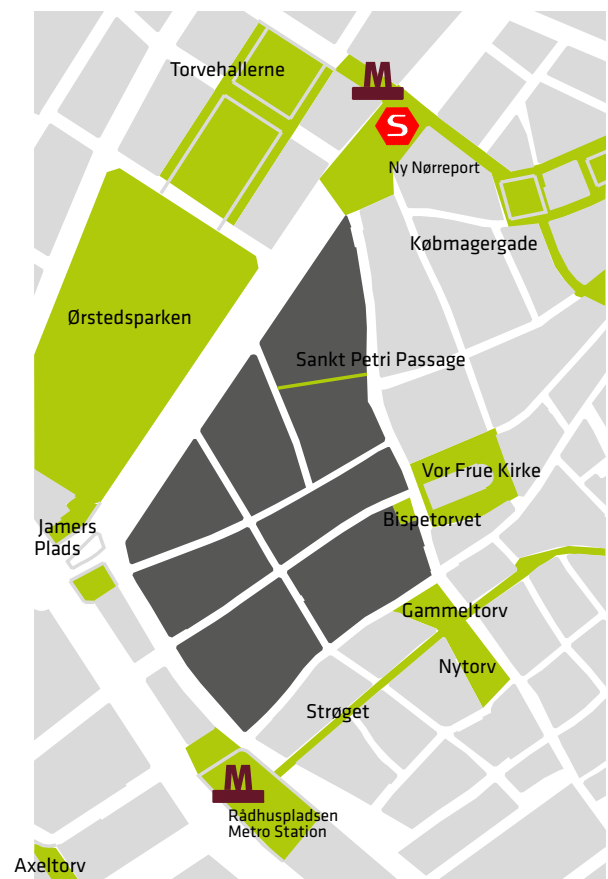 Torvehallerne
M
S
Ny Nørreport
Købmagergade
Ørstedsparken
Sankt Petri Passage
Vor Frue Kirke
Bispetorvet
Jamers
Plads
Gammeltorv
Nytorv
Strøget
M
Rådhuspladsen
Metro Station
Axeltorv